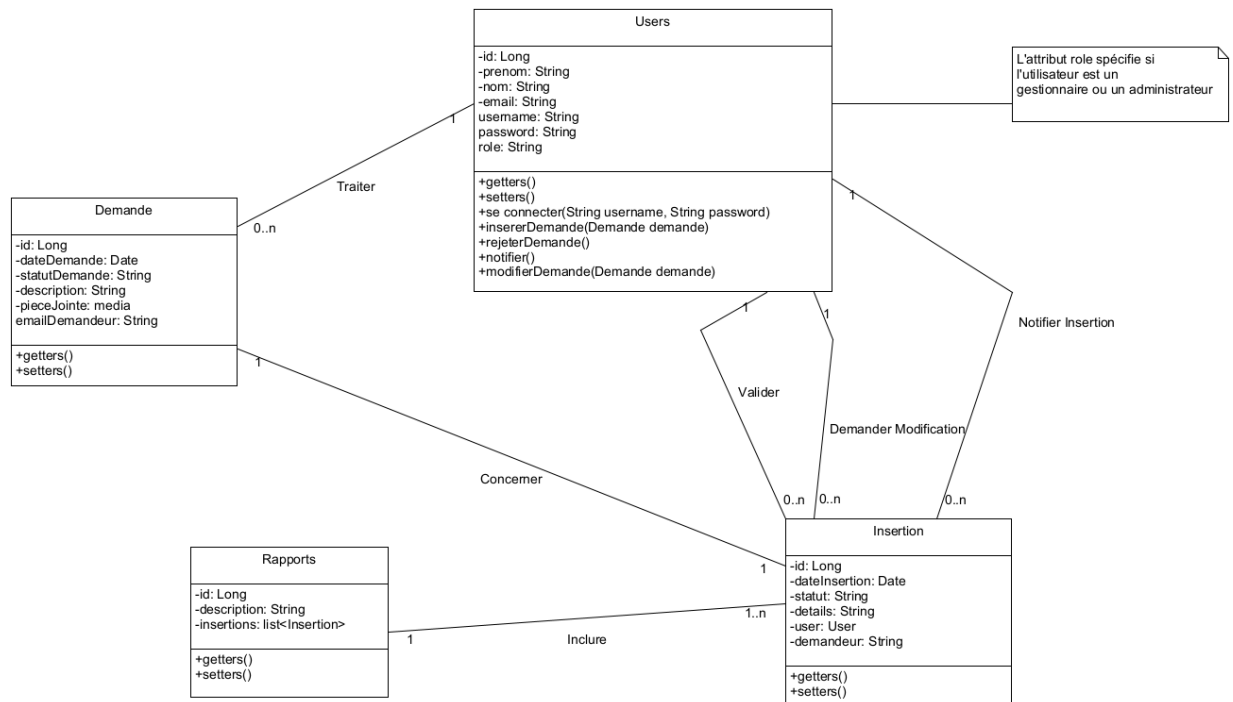 Users
-id: Long
-prenom: String
-nom: String
-email: String
username: String
password: String
role: String
+getters()
+setters()
+se connecter(String username, String password)
+insererDemande(Demande demande)
+rejeterDemande()
+notifier()
+modifierDemande(Demande demande)
L'attribut role spécifie si
l'utilisateur est un
gestionnaire ou un administrateur
1
Traiter
0..n
Demande
-id: Long
-dateDemande: Date
-statutDemande: String
-description: String
-pieceJointe: media
emailDemandeur: String
+getters()
+setters()
1
Concerner
1
1
Valider
0..n
1
Demander Modification
0..n
1
Notifier Insertion
0..n
Rapports
-id: Long
-description: String
-insertions: list<Insertion>
+getters()
+setters()
1
Inclure
1..n
Insertion
-id: Long
-dateInsertion: Date
-statut: String
-details: String
-user: User
-demandeur: String
+getters()
+setters()